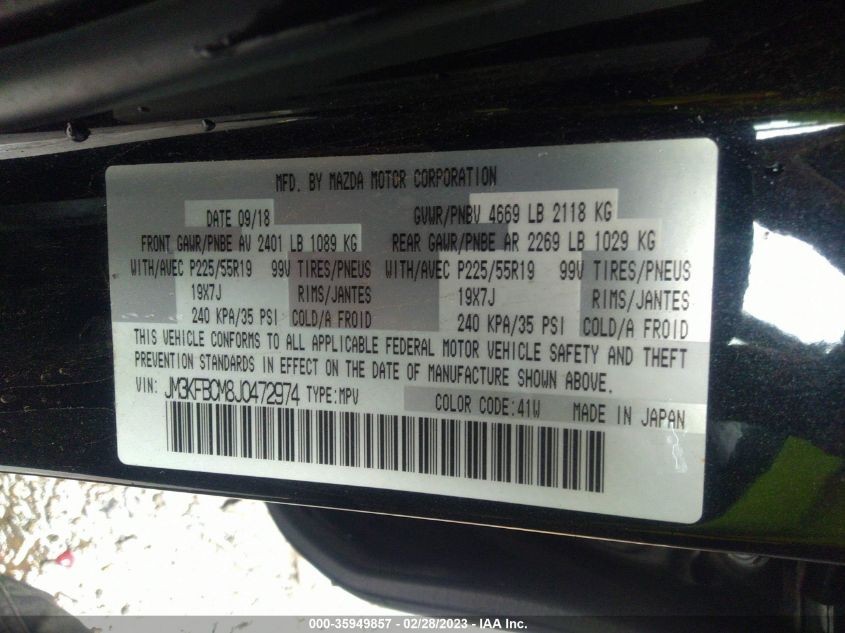 MFD. BY MAZDA MOTOR CORPORATION
DATE 09/18 GVWR/PNBV 4669 LB 2118 KG
FRONT GAWR/PNBE AV 2401 LB 1089 KG REAR GAWR/PNBE AR 2269 LB 1029 KG
WITH/AVEC P225/55R19 99V TIRES/PNEUS WITH/AVEC P225/55R19 99V TIRES/PNEUS
19X7J RIMS/JANTES 19X7J RIMS/JANTES
240 KPA/35 PSI COLD/A FROID 240 KPA/35 PSI COLD/A FROID
THIS VEHICLE CONFORMS TO ALL APPLICABLE FEDERAL MOTOR VEHICLE SAFETY AND THEFT
PREVENTION STANDARDS IN EFFECT ON THE DATE OF MANUFACTURE SHOWN ABOVE.
VIN: JM3KFBCM8J0472974 TYPE:MPV COLOR CODE:41W MADE IN JAPAN
000-35949857 - 02/28/2023 - IAA Inc.